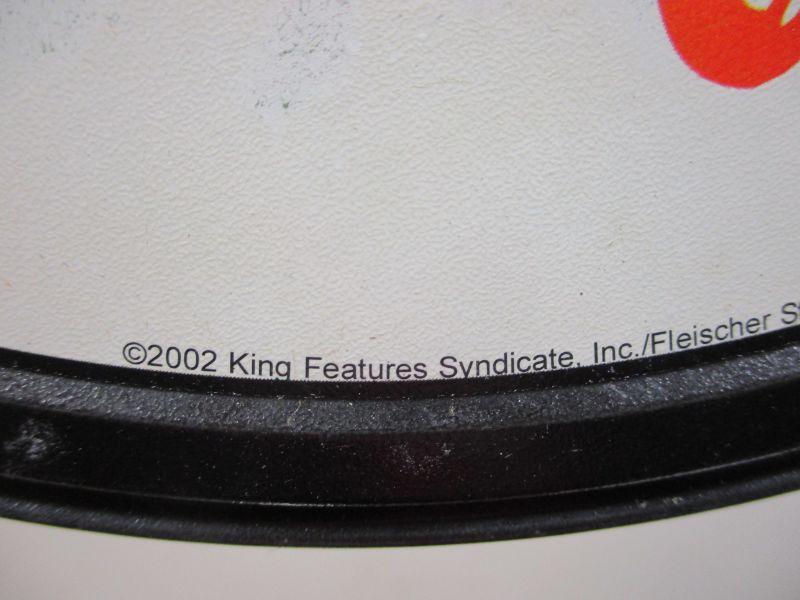 ©2002 King Features Syndicate, Inc./Fleischer